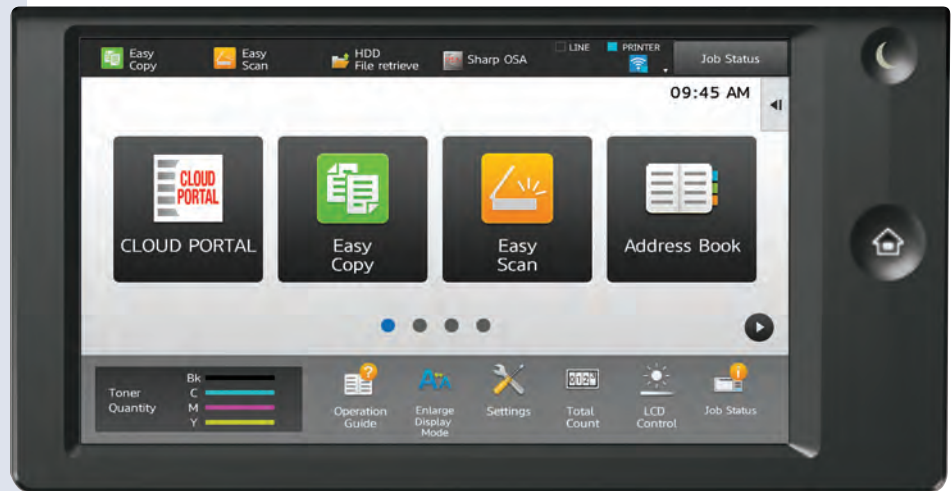 Easy Copy
Easy Scan
HDD File retrieve
Sharp OSA
LINE
PRINTER
Job Status
09:45 AM
CLOUD
PORTAL
CLOUD PORTAL
Easy
Copy
Easy
Scan
Address Book
Toner
Quantity
Bk
C
M
Y
Operation
Guide
Enlarge
Display
Mode
Settings
Total
Count
LCD
Control
Job Status